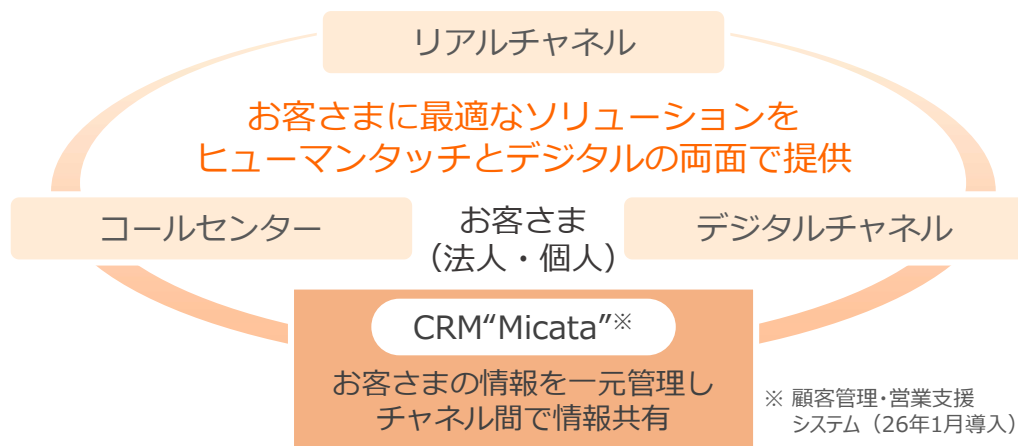 リアルチャネル
お客さまに最適なソリューションを
ヒューマンタッチとデジタルの両面で提供
コールセンター
お客さま
（法人・個人）
デジタルチャネル
CRM“Micata”※
お客さまの情報を一元管理し
チャネル間で情報共有
※ 顧客管理･営業支援
システム（26年1月導入）